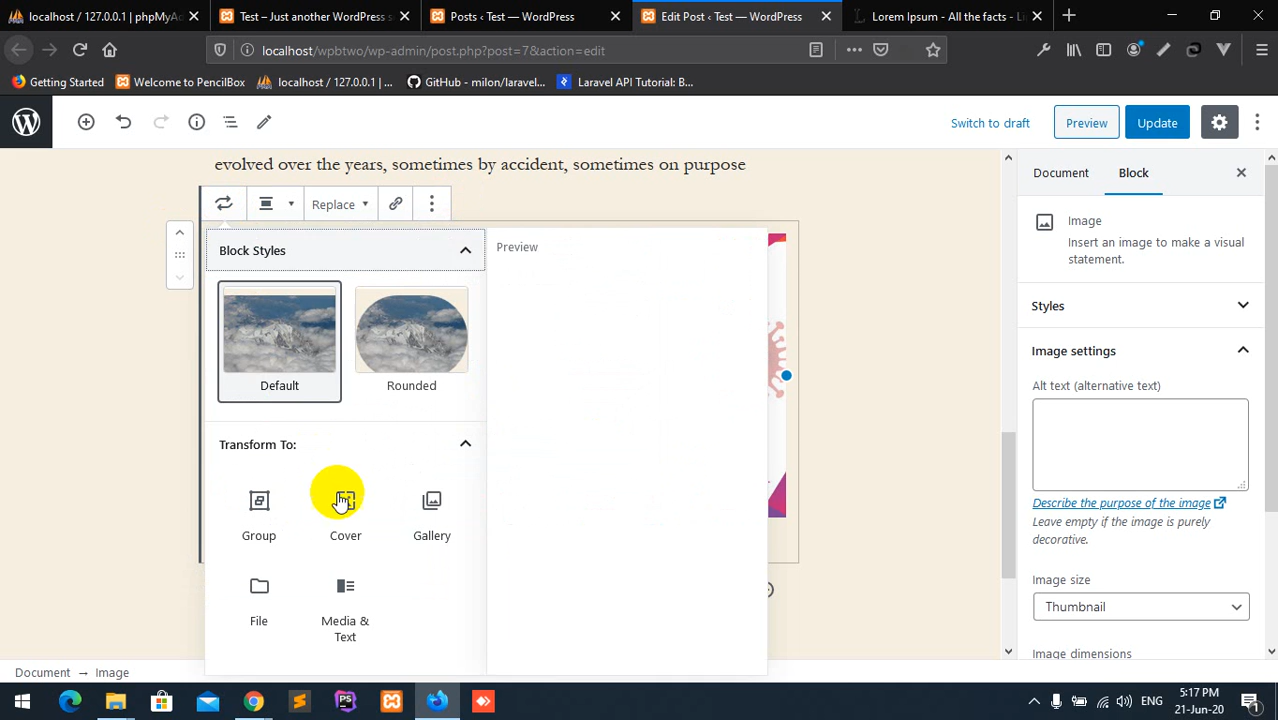 localhost / 127.0.0.1 | phpMyAd
Test – Just another WordPress s
Posts ‹ Test — WordPress
Edit Post ‹ Test — WordPress
Lorem Ipsum - All the facts - Li
localhost/wpbtwo/wp-admin/post.php?post=7&action=edit
Getting Started
Welcome to PencilBox
localhost / 127.0.0.1 | ...
GitHub - milon/laravel...
Laravel API Tutorial: B...
Switch to draft
Preview
Update
evolved over the years, sometimes by accident, sometimes on purpose
Document
Block
Replace
Image
Insert an image to make a visual
statement.
Block Styles
Preview
Styles
Default
Rounded
Image settings
Alt text (alternative text)
Transform To:
Group
Cover
Gallery
Describe the purpose of the image
Leave empty if the image is purely
decorative.
Image size
Thumbnail
File
Media &
Text
Image dimensions
Document → Image
ENG
5:17 PM
21-Jun-20